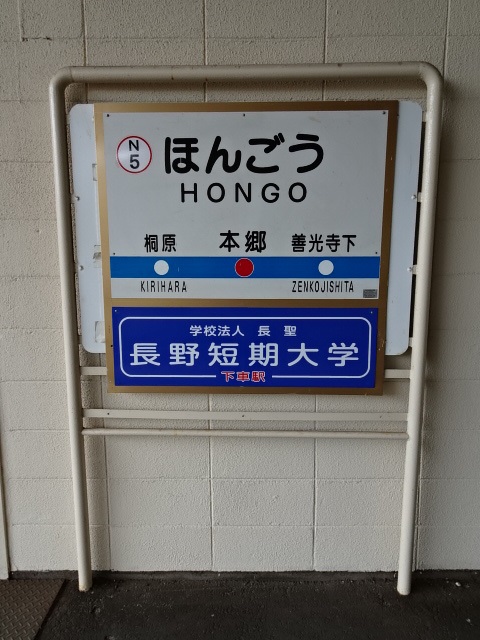 N
5
ほんごう
HONGO
桐原 本郷 善光寺下
KIRIHARA ZENKOJISHITA
学校法人 長 聖
長野短期大学
下車駅